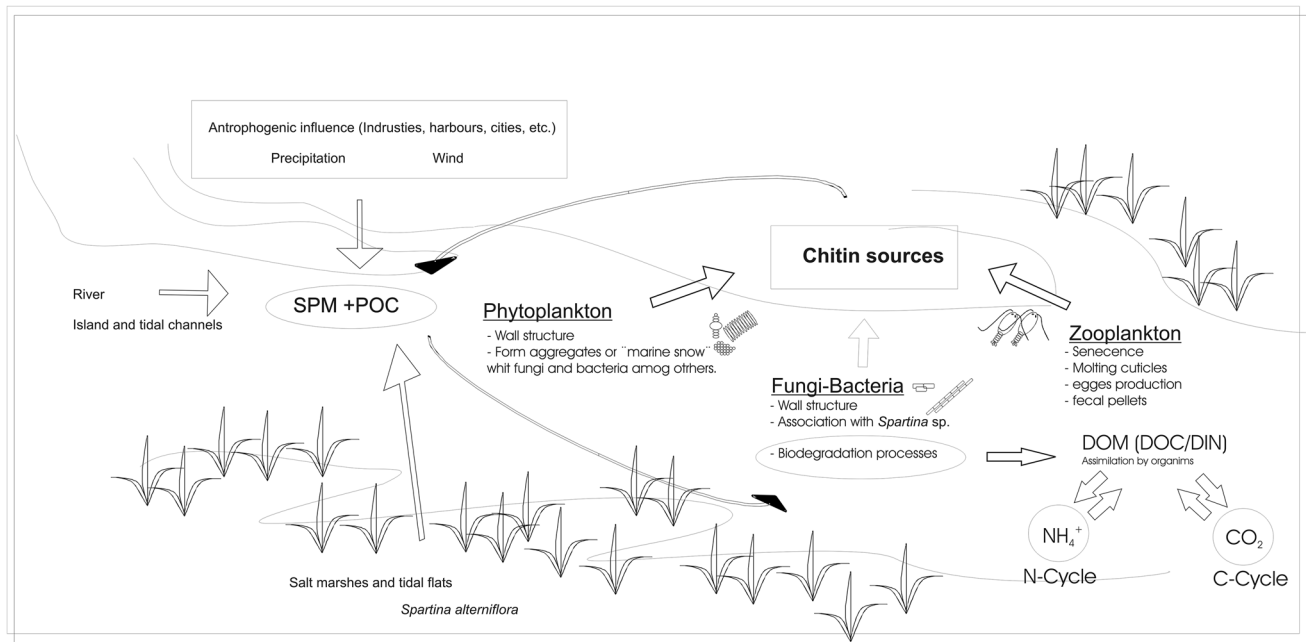 Antrophogenic influence (Indrusties, harbours, cities, etc.)
Precipitation Wind
River
Island and tidal channels
SPM +POC
Phytoplankton
- Wall structure
- Form aggregates or ¨marine snow¨
whit fungi and bacteria amog otrhers.
Chitin sources
Fungi-Bacteria
- Wall structure
- Association with Spartina sp.
- Biodegradation processes
Zooplankton
- Senecence
- Molting cuticles
- egges production
- fecal pellets
DOM (DOC/DIN)
Assimilation by organims
NH₄⁺
N-Cycle
CO₂
C-Cycle
Salt marshes and tidal flats
Spartina alterniflora